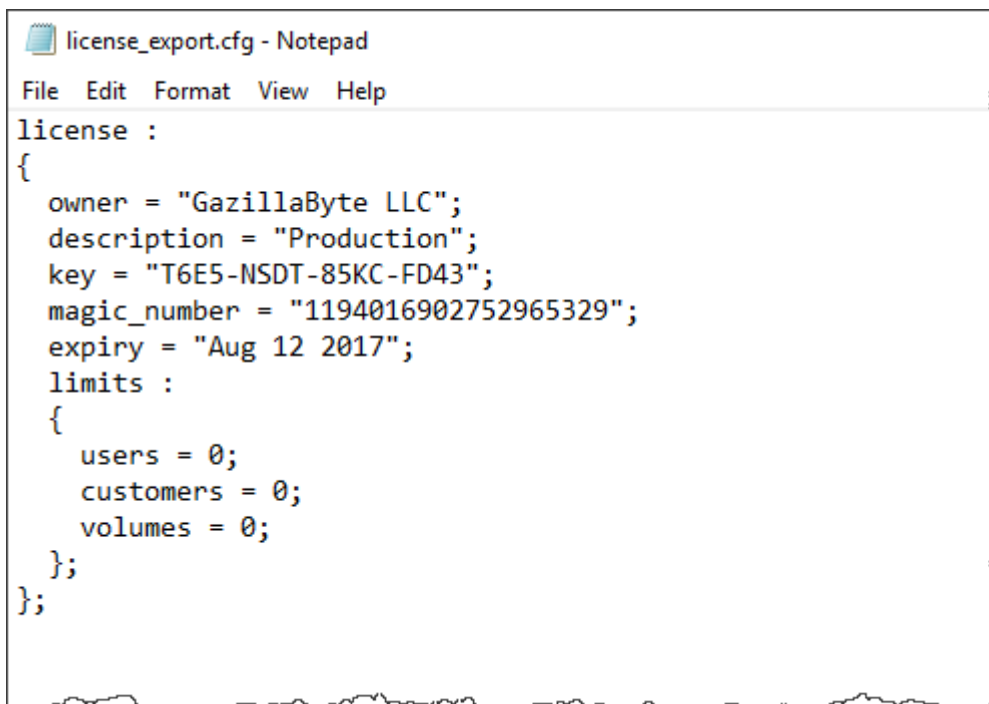 license_export.cfg - Notepad
File Edit Format View Help
license :
{
  owner = "GazillaByte LLC";
  description = "Production";
  key = "T6E5-NSDT-85KC-FD43";
  magic_number = "1194016902752965329";
  expiry = "Aug 12 2017";
  limits :
  {
    users = 0;
    customers = 0;
    volumes = 0;
  };
};